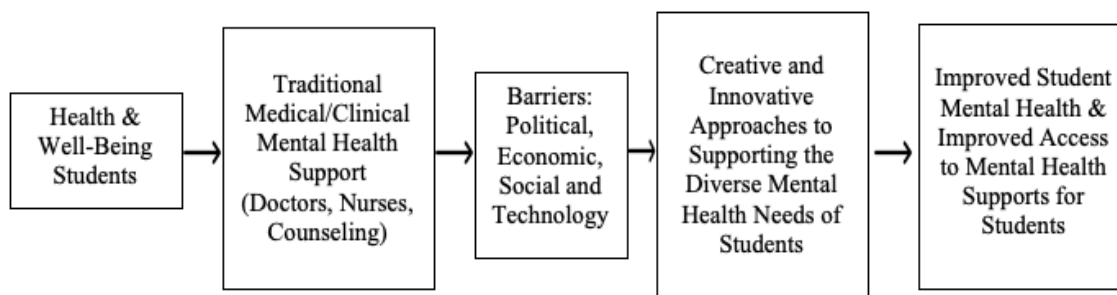 Health &
Well-Being
Students
Traditional
Medical/Clinical
Mental Health
Support
(Doctors, Nurses,
Counseling)
Barriers:
Political,
Economic,
Social and
Technology
Creative and
Innovative
Approaches to
Supporting the
Diverse Mental
Health Needs of
Students
Improved Student
Mental Health &
Improved Access
to Mental Health
Supports for
Students